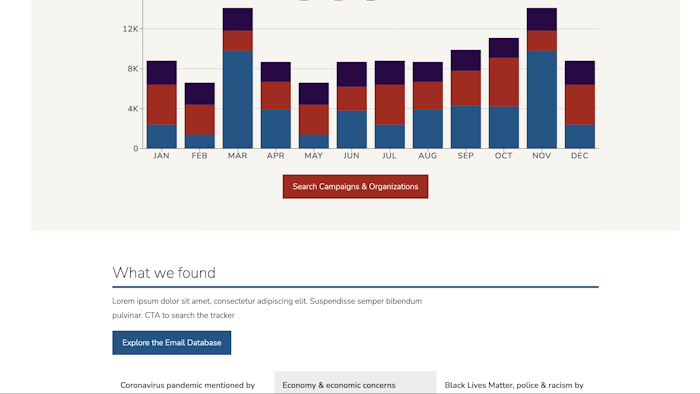 12K
8K
4K
0
JAN FEB MAR APR MAY JUN JUL AUG SEP OCT NOV DEC
Search Campaigns & Organizations
What we found
Lorem ipsum dolor sit amet, consectetur adipiscing elit. Suspendisse semper bibendum
pulvinar. CTA to search the tracker
Explore the Email Database
Coronavirus pandemic mentioned by Economy & economic concerns Black Lives Matter, police & racism by